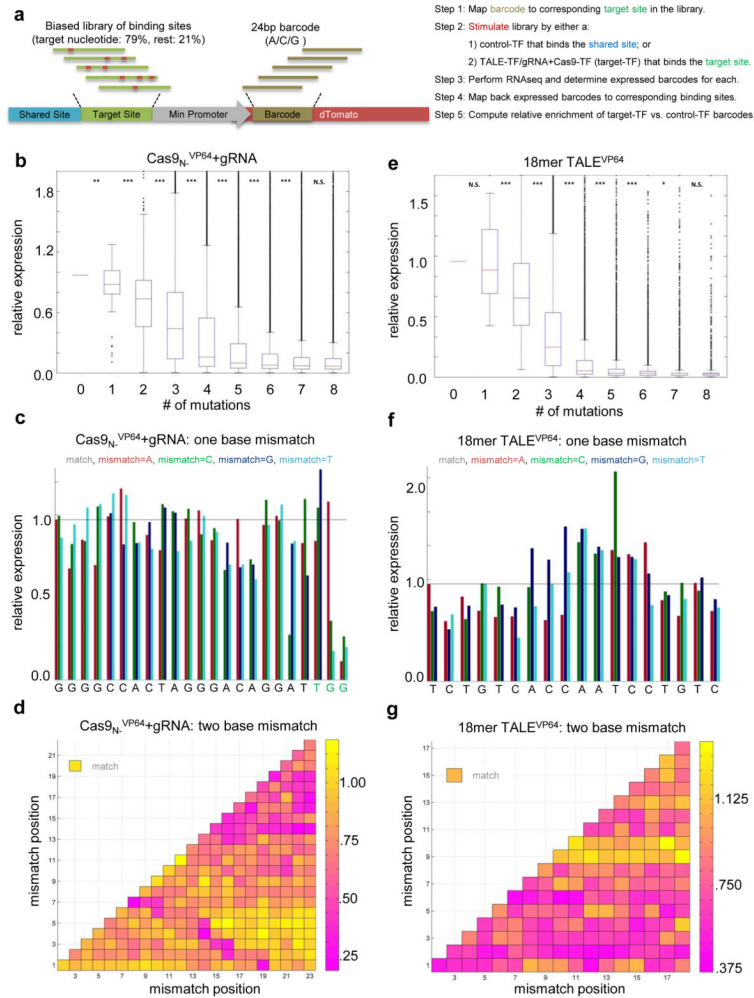 a
Biased library of binding sites
(target nucleotide: 79%, rest: 21%)
24bp barcode
(A/C/G )
Shared Site
Target Site
Min Promoter
Barcode
dTomato
Step 1: Map barcode to corresponding target site in the library.
Step 2: Stimulate library by either a:
1) control-TF that binds the shared site; or
2) TALE-TF/gRNA+Cas9-TF (target-TF) that binds the target site.
Step 3: Perform RNAseq and determine expressed barcodes for each.
Step 4: Map back expressed barcodes to corresponding binding sites.
Step 5: Compute relative enrichment of target-TF vs. control-TF barcodes.
b
Cas9N-VP64+gRNA
relative expression
1.8
1.2
0.6
0.0
** *** *** *** *** *** *** N.S.
0 1 2 3 4 5 6 7 8
# of mutations
e
18mer TALEVP64
relative expression
1.5
1.0
0.5
0.0
N.S. *** *** *** *** *** * N.S.
0 1 2 3 4 5 6 7 8
# of mutations
c
Cas9N-VP64+gRNA: one base mismatch
match, mismatch=A, mismatch=C, mismatch=G, mismatch=T
relative expression
1.0
0.5
0.0
G G G G C C A C T A G G G A C A G G A T T G G
f
18mer TALEVP64: one base mismatch
match, mismatch=A, mismatch=C, mismatch=G, mismatch=T
relative expression
2.0
1.0
0.0
T C T G T C A C C A A T C C T G T C
d
Cas9N-VP64+gRNA: two base mismatch
match
mismatch position
21
19
17
15
13
11
9
7
5
3
1
3 5 7 9 11 13 15 17 19 21 23
mismatch position
1.00
.75
.50
.25
g
18mer TALEVP64: two base mismatch
match
mismatch position
17
15
13
11
9
7
5
3
1
3 5 7 9 11 13 15 17
mismatch position
1.125
.750
.375